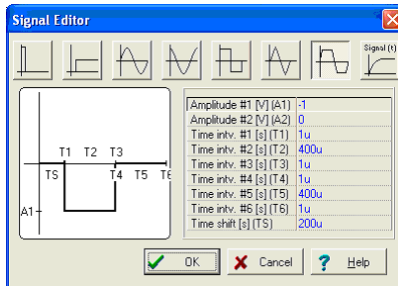 Signal Editor
Signal (t)
T1 T2 T3
TS T4 T5 T6
A1
Amplitude #1 [V] (A1) -1
Amplitude #2 [V] (A2) 0
Time intv. #1 [s] (T1) 1u
Time intv. #2 [s] (T2) 400u
Time intv. #3 [s] (T3) 1u
Time intv. #4 [s] (T4) 1u
Time intv. #5 [s] (T5) 400u
Time intv. #6 [s] (T6) 1u
Time shift [s] (TS) 200u
OK Cancel ? Help